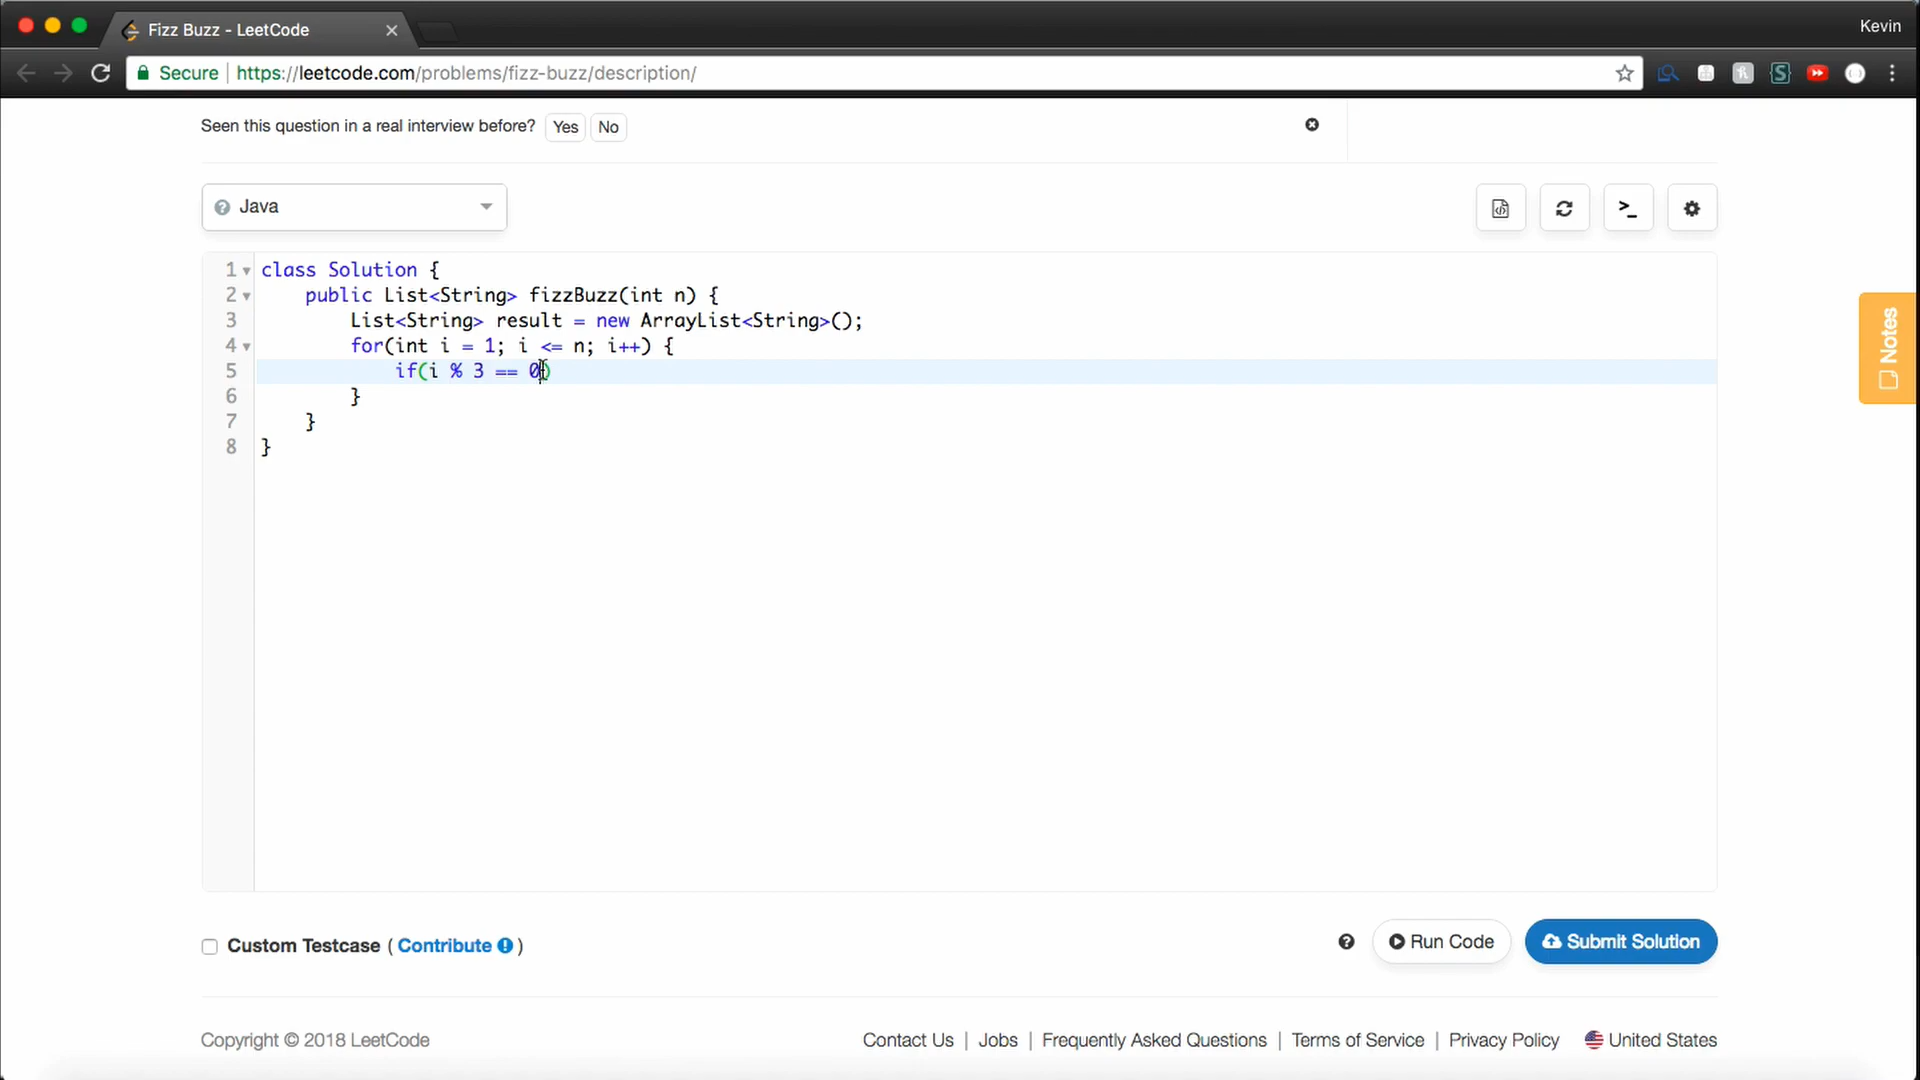 Fizz Buzz - LeetCode
Kevin
Secure https://leetcode.com/problems/fizz-buzz/description/
Seen this question in a real interview before? Yes No
Java
1 class Solution {
2 public List<String> fizzBuzz(int n) {
3 List<String> result = new ArrayList<String>();
4 for(int i = 1; i <= n; i++) {
5 if(i % 3 == 0)
6 }
7 }
8 }
Notes
Custom Testcase ( Contribute )
Run Code
Submit Solution
Copyright © 2018 LeetCode
Contact Us | Jobs | Frequently Asked Questions | Terms of Service | Privacy Policy United States